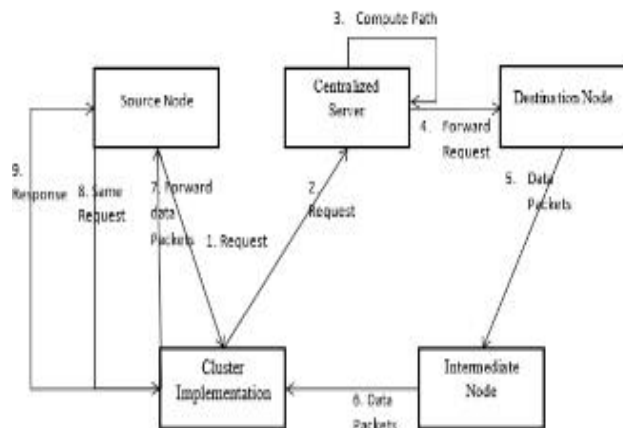 3. Compute Path
Source Node
Centralized
Server
Destination Node
4. Forward
Request
9.
Response
8. Same
Request
7. Forward
data
Packets
1. Request
2.
Request
5. Data
Packets
Cluster
Implementation
6. Data
Packets
Intermediate
Node